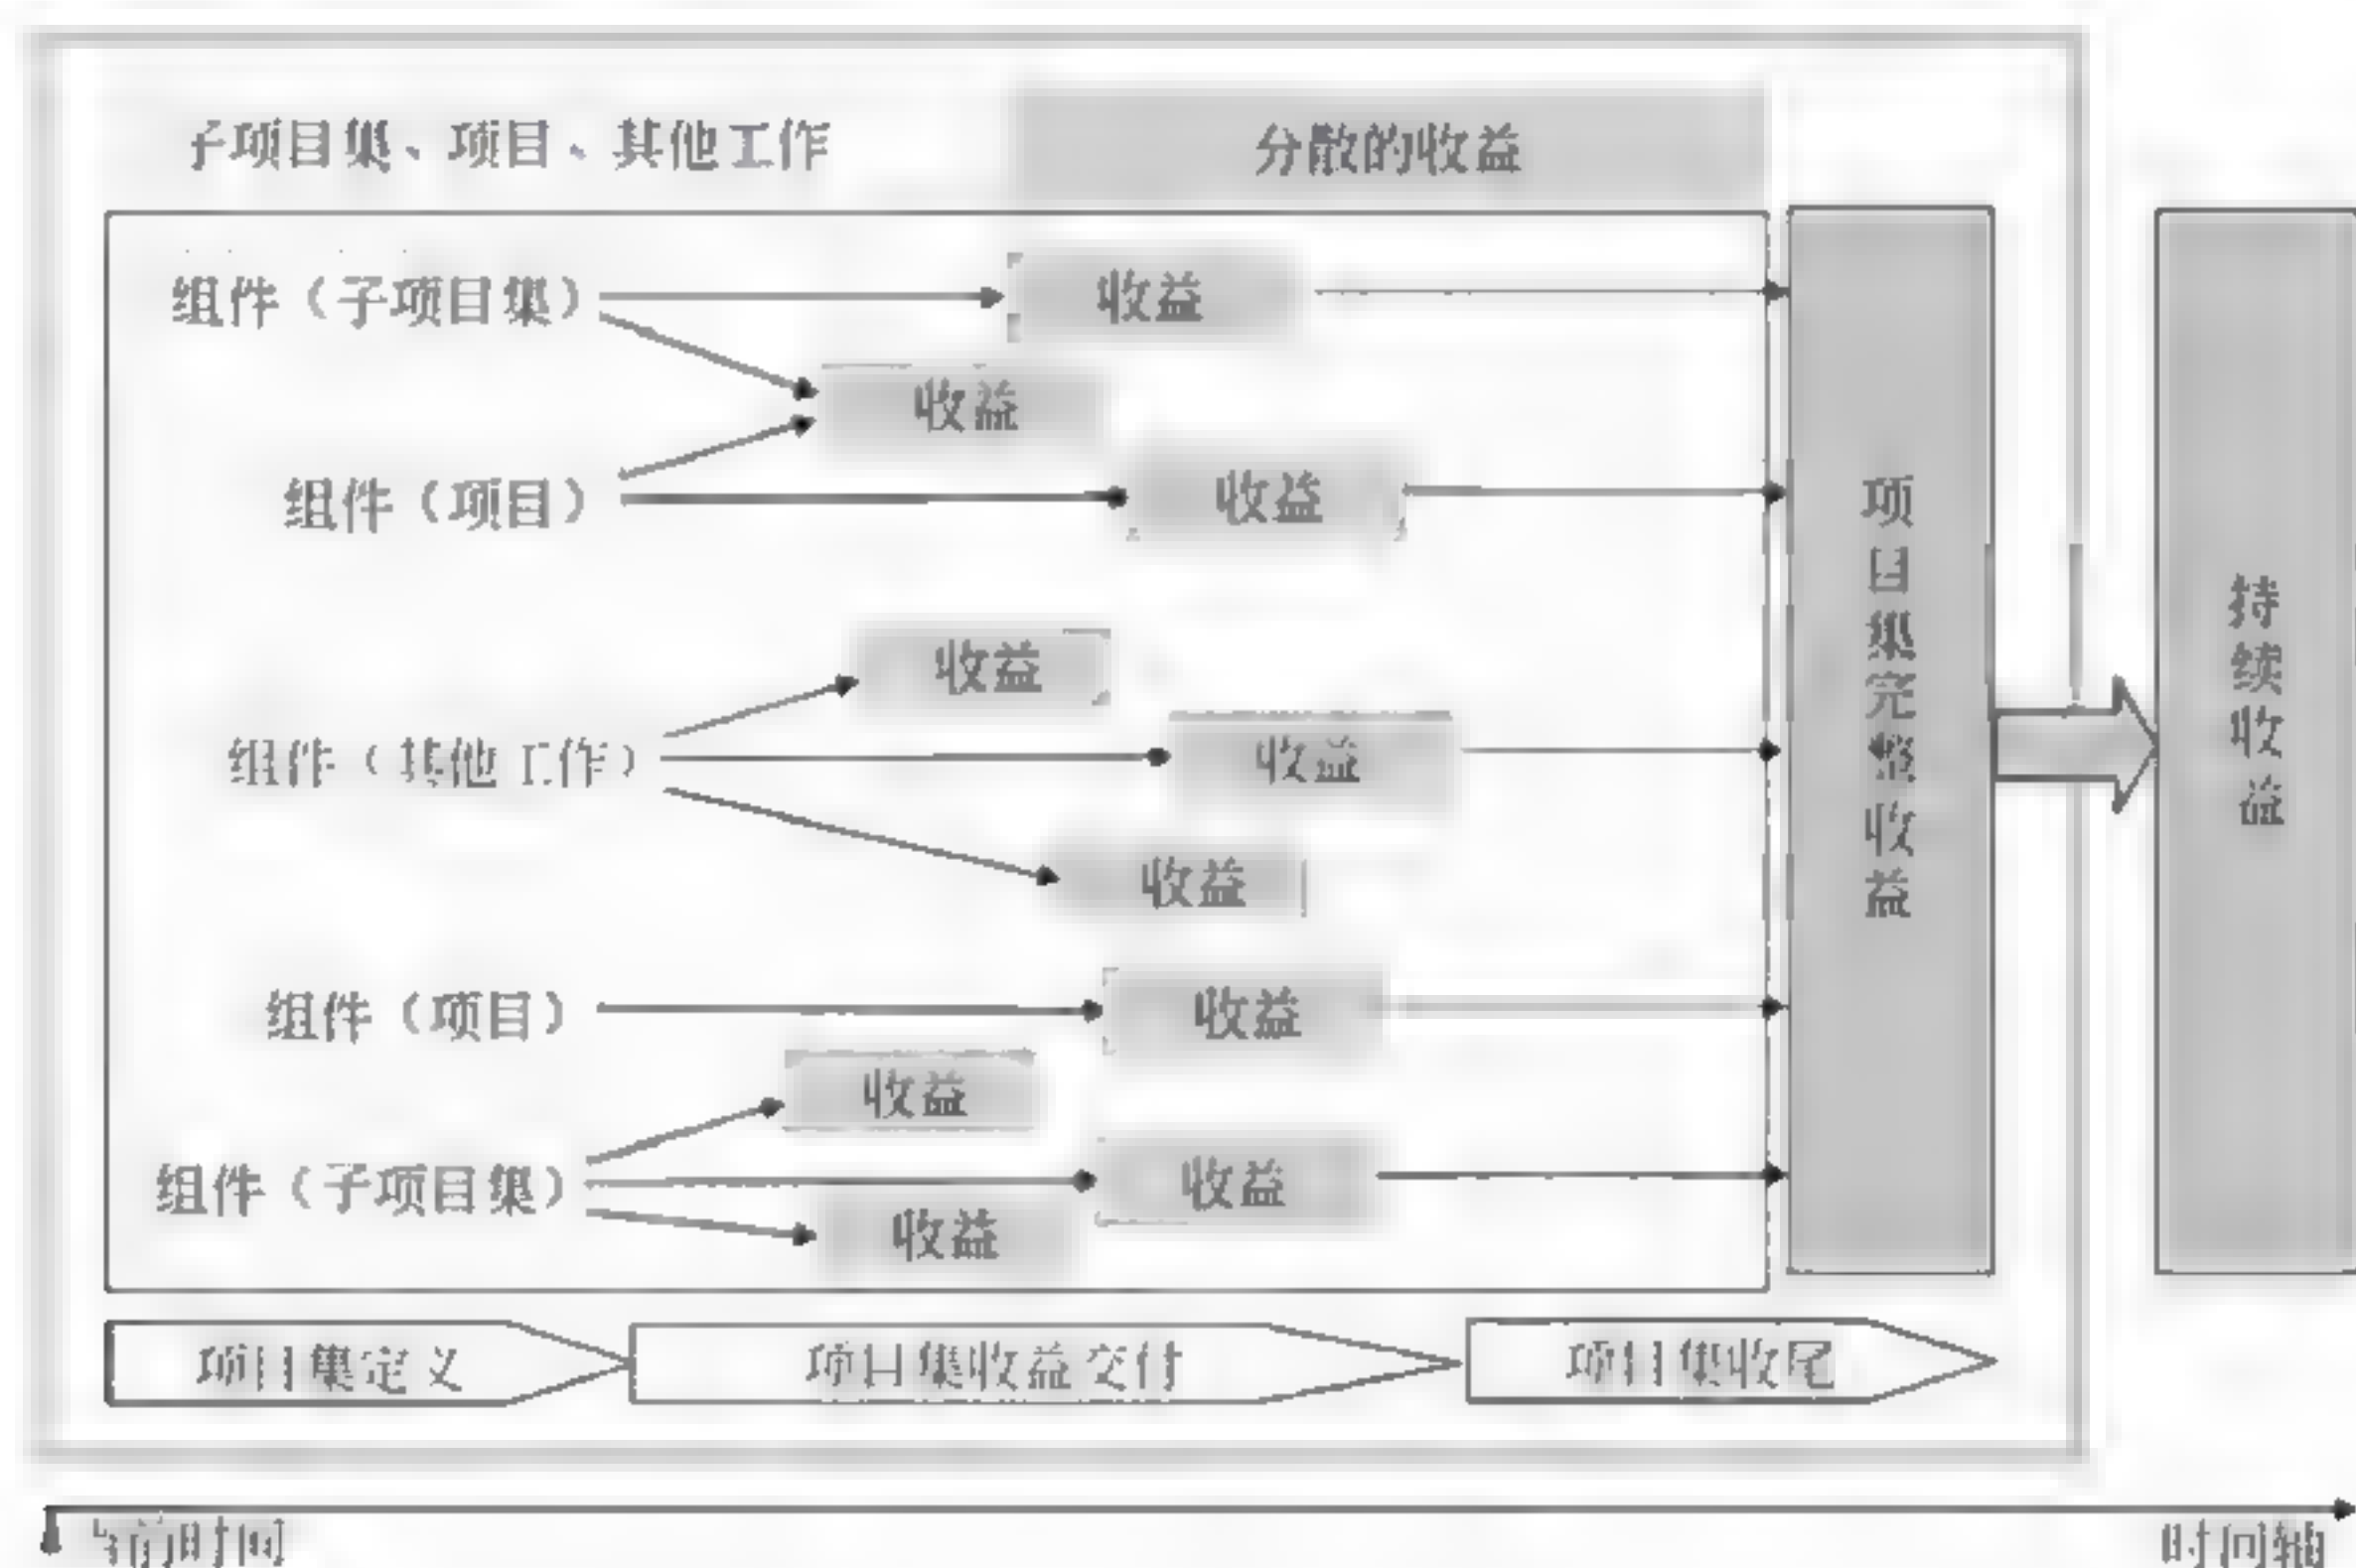 子项目集、项目、其他工作
分散的收益
组件（子项目集）
收益
收益
组件（项目）
收益
收益
组件（其他工作）
收益
收益
组件（项目）
收益
收益
组件（子项目集）
收益
收益
项目集完整收益
持续收益
项目集定义
项目集收益交付
项目集收尾
当前时间
时间轴